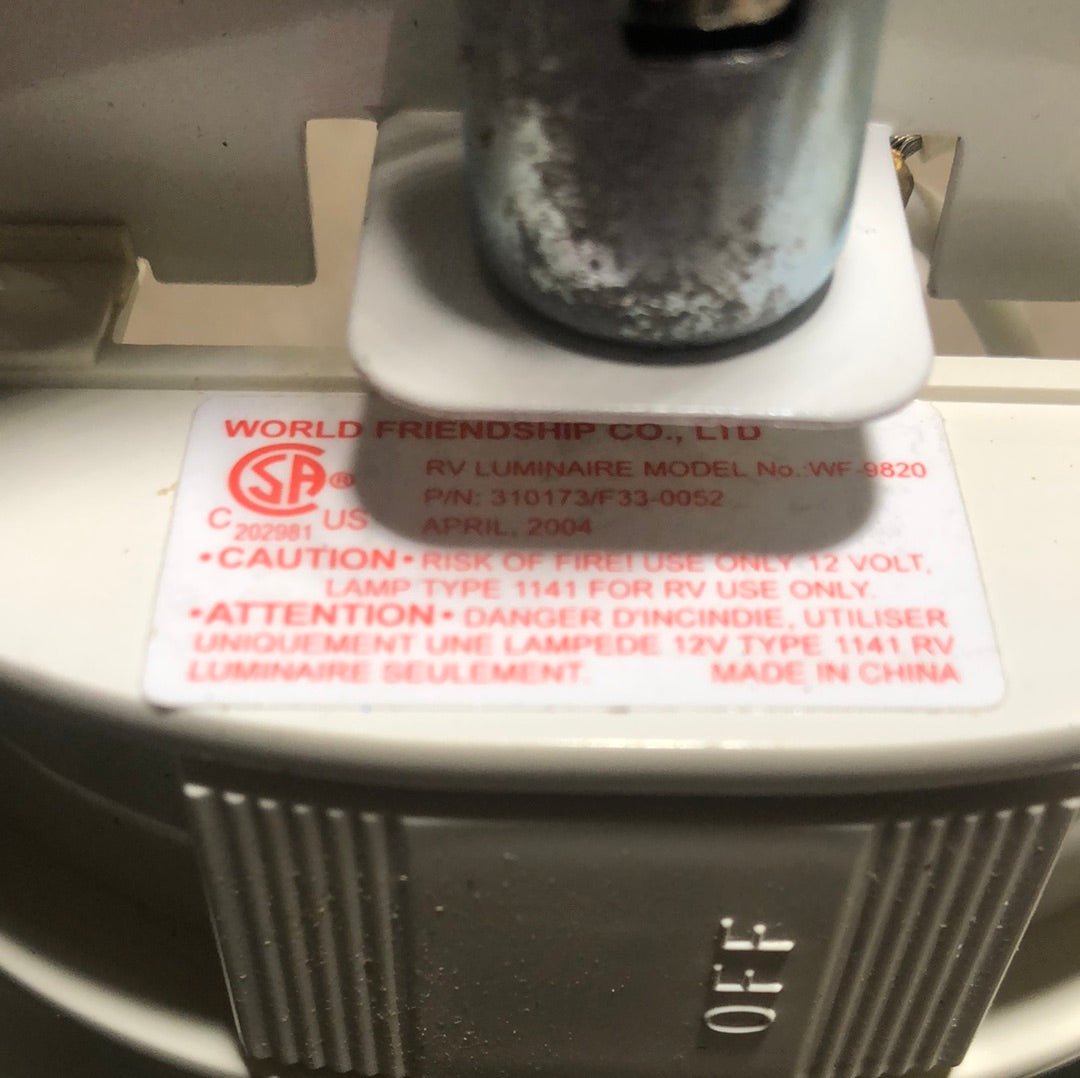 WORLD FRIENDSHIP CO., LTD
CSA®
C 202981 US
RV LUMINAIRE MODEL No.:WF-9820
P/N: 310173/F33-0052
APRIL, 2004
•CAUTION• RISK OF FIRE! USE ONLY 12 VOLT,
LAMP TYPE 1141 FOR RV USE ONLY.
•ATTENTION• DANGER D'INCINDIE, UTILISER
UNIQUEMENT UNE LAMPEDE 12V TYPE 1141 RV
LUMINAIRE SEULEMENT. MADE IN CHINA
OFF